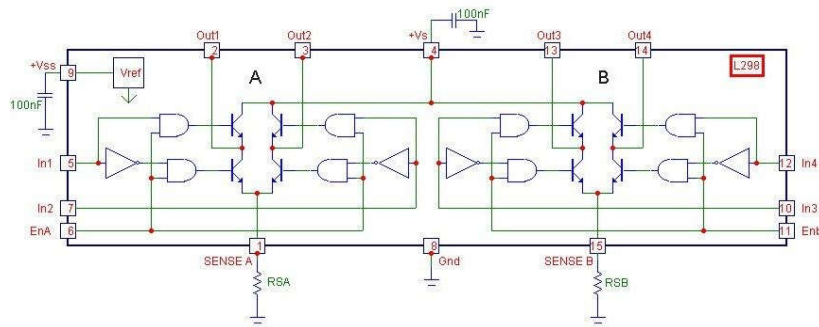 100nF
Out1 Out2 +Vs Out3 Out4
2 3 4 13 14
+Vss 9 Vref A B L298
100nF
In1 5 12 In4
In2 7 10 In3
EnA 6 11 Enb
1 8 15
SENSE A Gnd SENSE B
RSA RSB